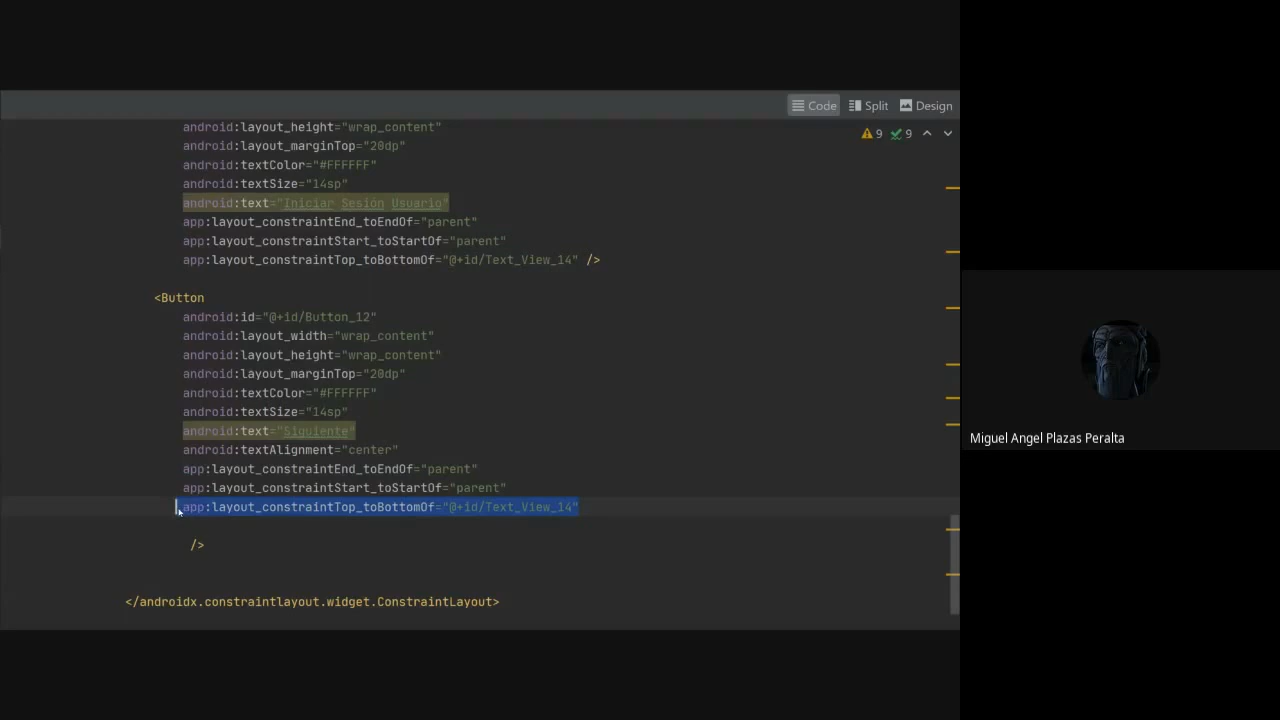 Code Split Design
9 9
android:layout_height="wrap_content"
android:layout_marginTop="20dp"
android:textColor="#FFFFFF"
android:textSize="14sp"
android:text="Iniciar Sesión Usuario"
app:layout_constraintEnd_toEndOf="parent"
app:layout_constraintStart_toStartOf="parent"
app:layout_constraintTop_toBottomOf="@+id/Text_View_14" />
<Button
android:id="@+id/Button_12"
android:layout_width="wrap_content"
android:layout_height="wrap_content"
android:layout_marginTop="20dp"
android:textColor="#FFFFFF"
android:textSize="14sp"
android:text="Siguiente"
android:textAlignment="center"
app:layout_constraintEnd_toEndOf="parent"
app:layout_constraintStart_toStartOf="parent"
app:layout_constraintTop_toBottomOf="@+id/Text_View_14"
/>
</androidx.constraintlayout.widget.ConstraintLayout>
Miguel Angel Plazas Peralta